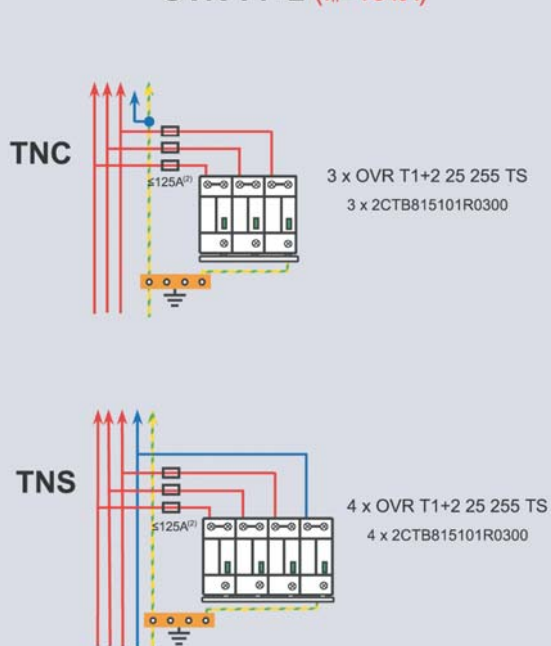 TNC
≤125A(2)
3 x OVR T1+2 25 255 TS
3 x 2CTB815101R0300
TNS
≤125A(2)
4 x OVR T1+2 25 255 TS
4 x 2CTB815101R0300